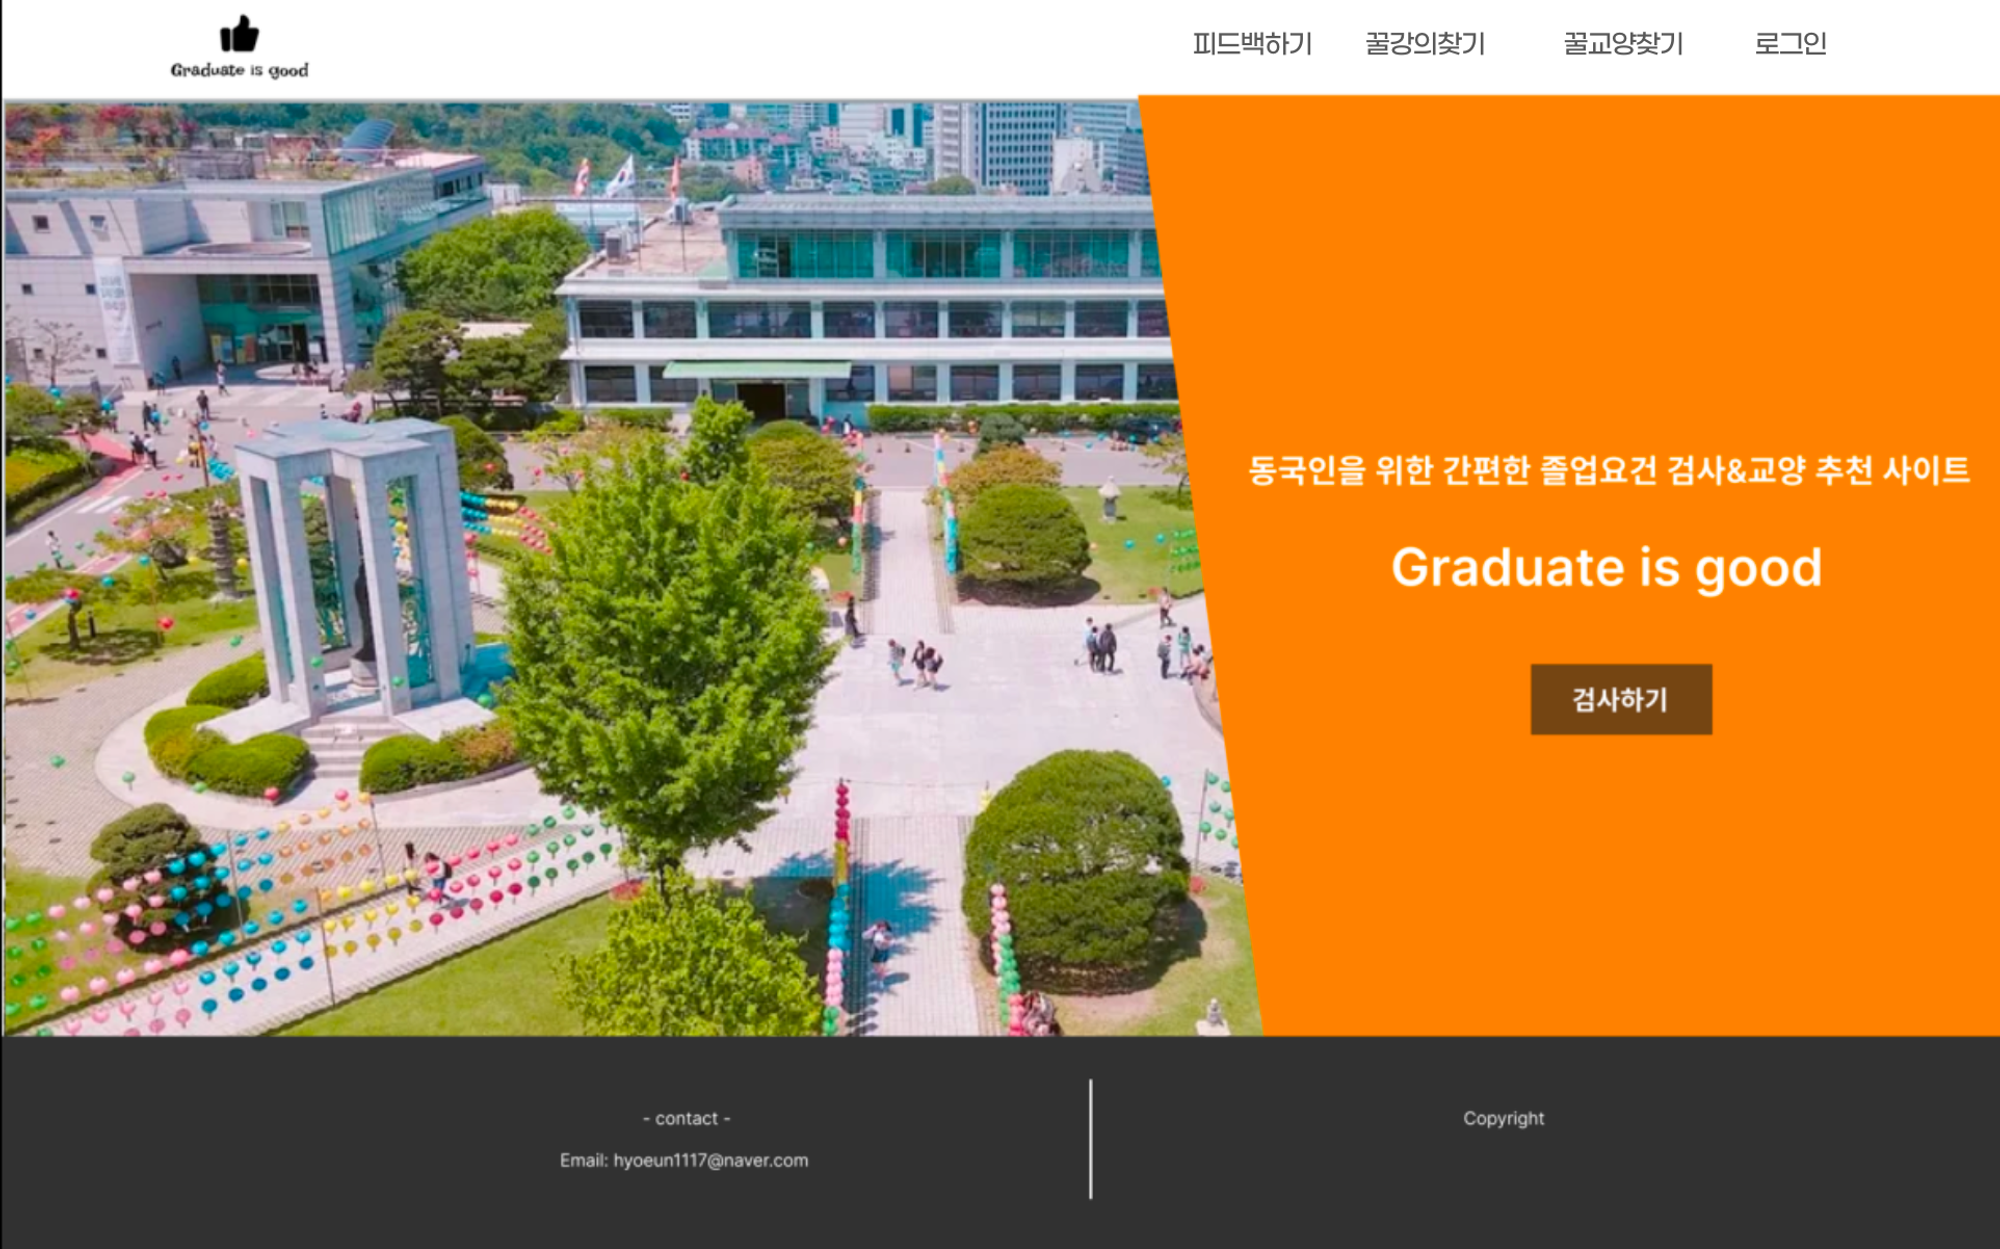 Graduate is good
피드백하기
꿀강의찾기
꿀교양찾기
로그인
동국인을 위한 간편한 졸업요건 검사&교양 추천 사이트
Graduate is good
검사하기
- contact -
Email: hyoeun1117@naver.com
Copyright